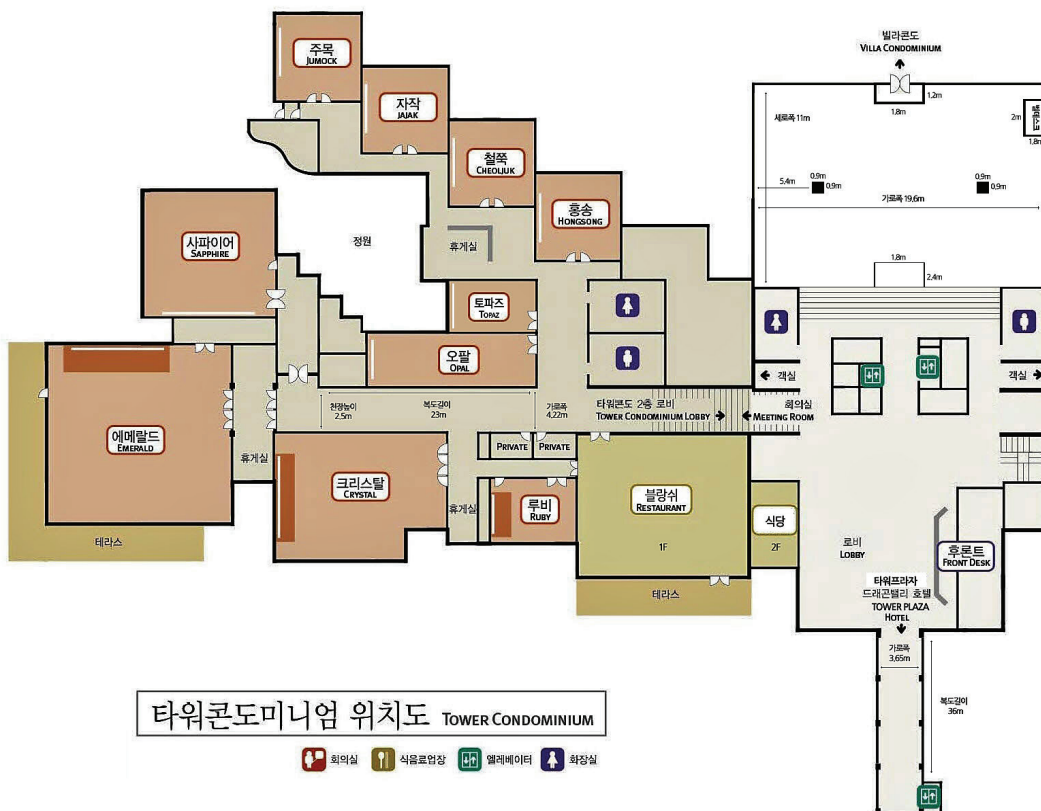 빌라콘도
VILLA CONDOMINIUM
주목
JUMOCK
자작
JAJAK
철쭉
CHEOLJUK
홍송
HONGSONG
1,2m
1,8m
세로폭 11m
2m
벨데스크
1,8m
0,9m
0,9m
5,4m
0,9m
0,9m
가로폭 19,6m
1,8m
2,4m
사파이어
SAPPHIRE
정원
휴게실
토파즈
TOPAZ
오팔
OPAL
객실
객실
천정높이
2,5m
복도길이
23m
가로폭
4,22m
타워콘도 2층 로비
TOWER CONDOMINIUM LOBBY
회의실
MEETING ROOM
에메랄드
EMERALD
휴게실
PRIVATE
PRIVATE
크리스탈
CRYSTAL
휴게실
루비
RUBY
블랑쉬
RESTAURANT
1F
식당
2F
로비
LOBBY
후론트
FRONT DESK
테라스
테라스
타워프라자
드래곤밸리 호텔
TOWER PLAZA
HOTEL
가로폭
3,65m
복도길이
36m
타워콘도미니엄 위치도 TOWER CONDOMINIUM
회의실
식음료업장
엘레베이터
화장실